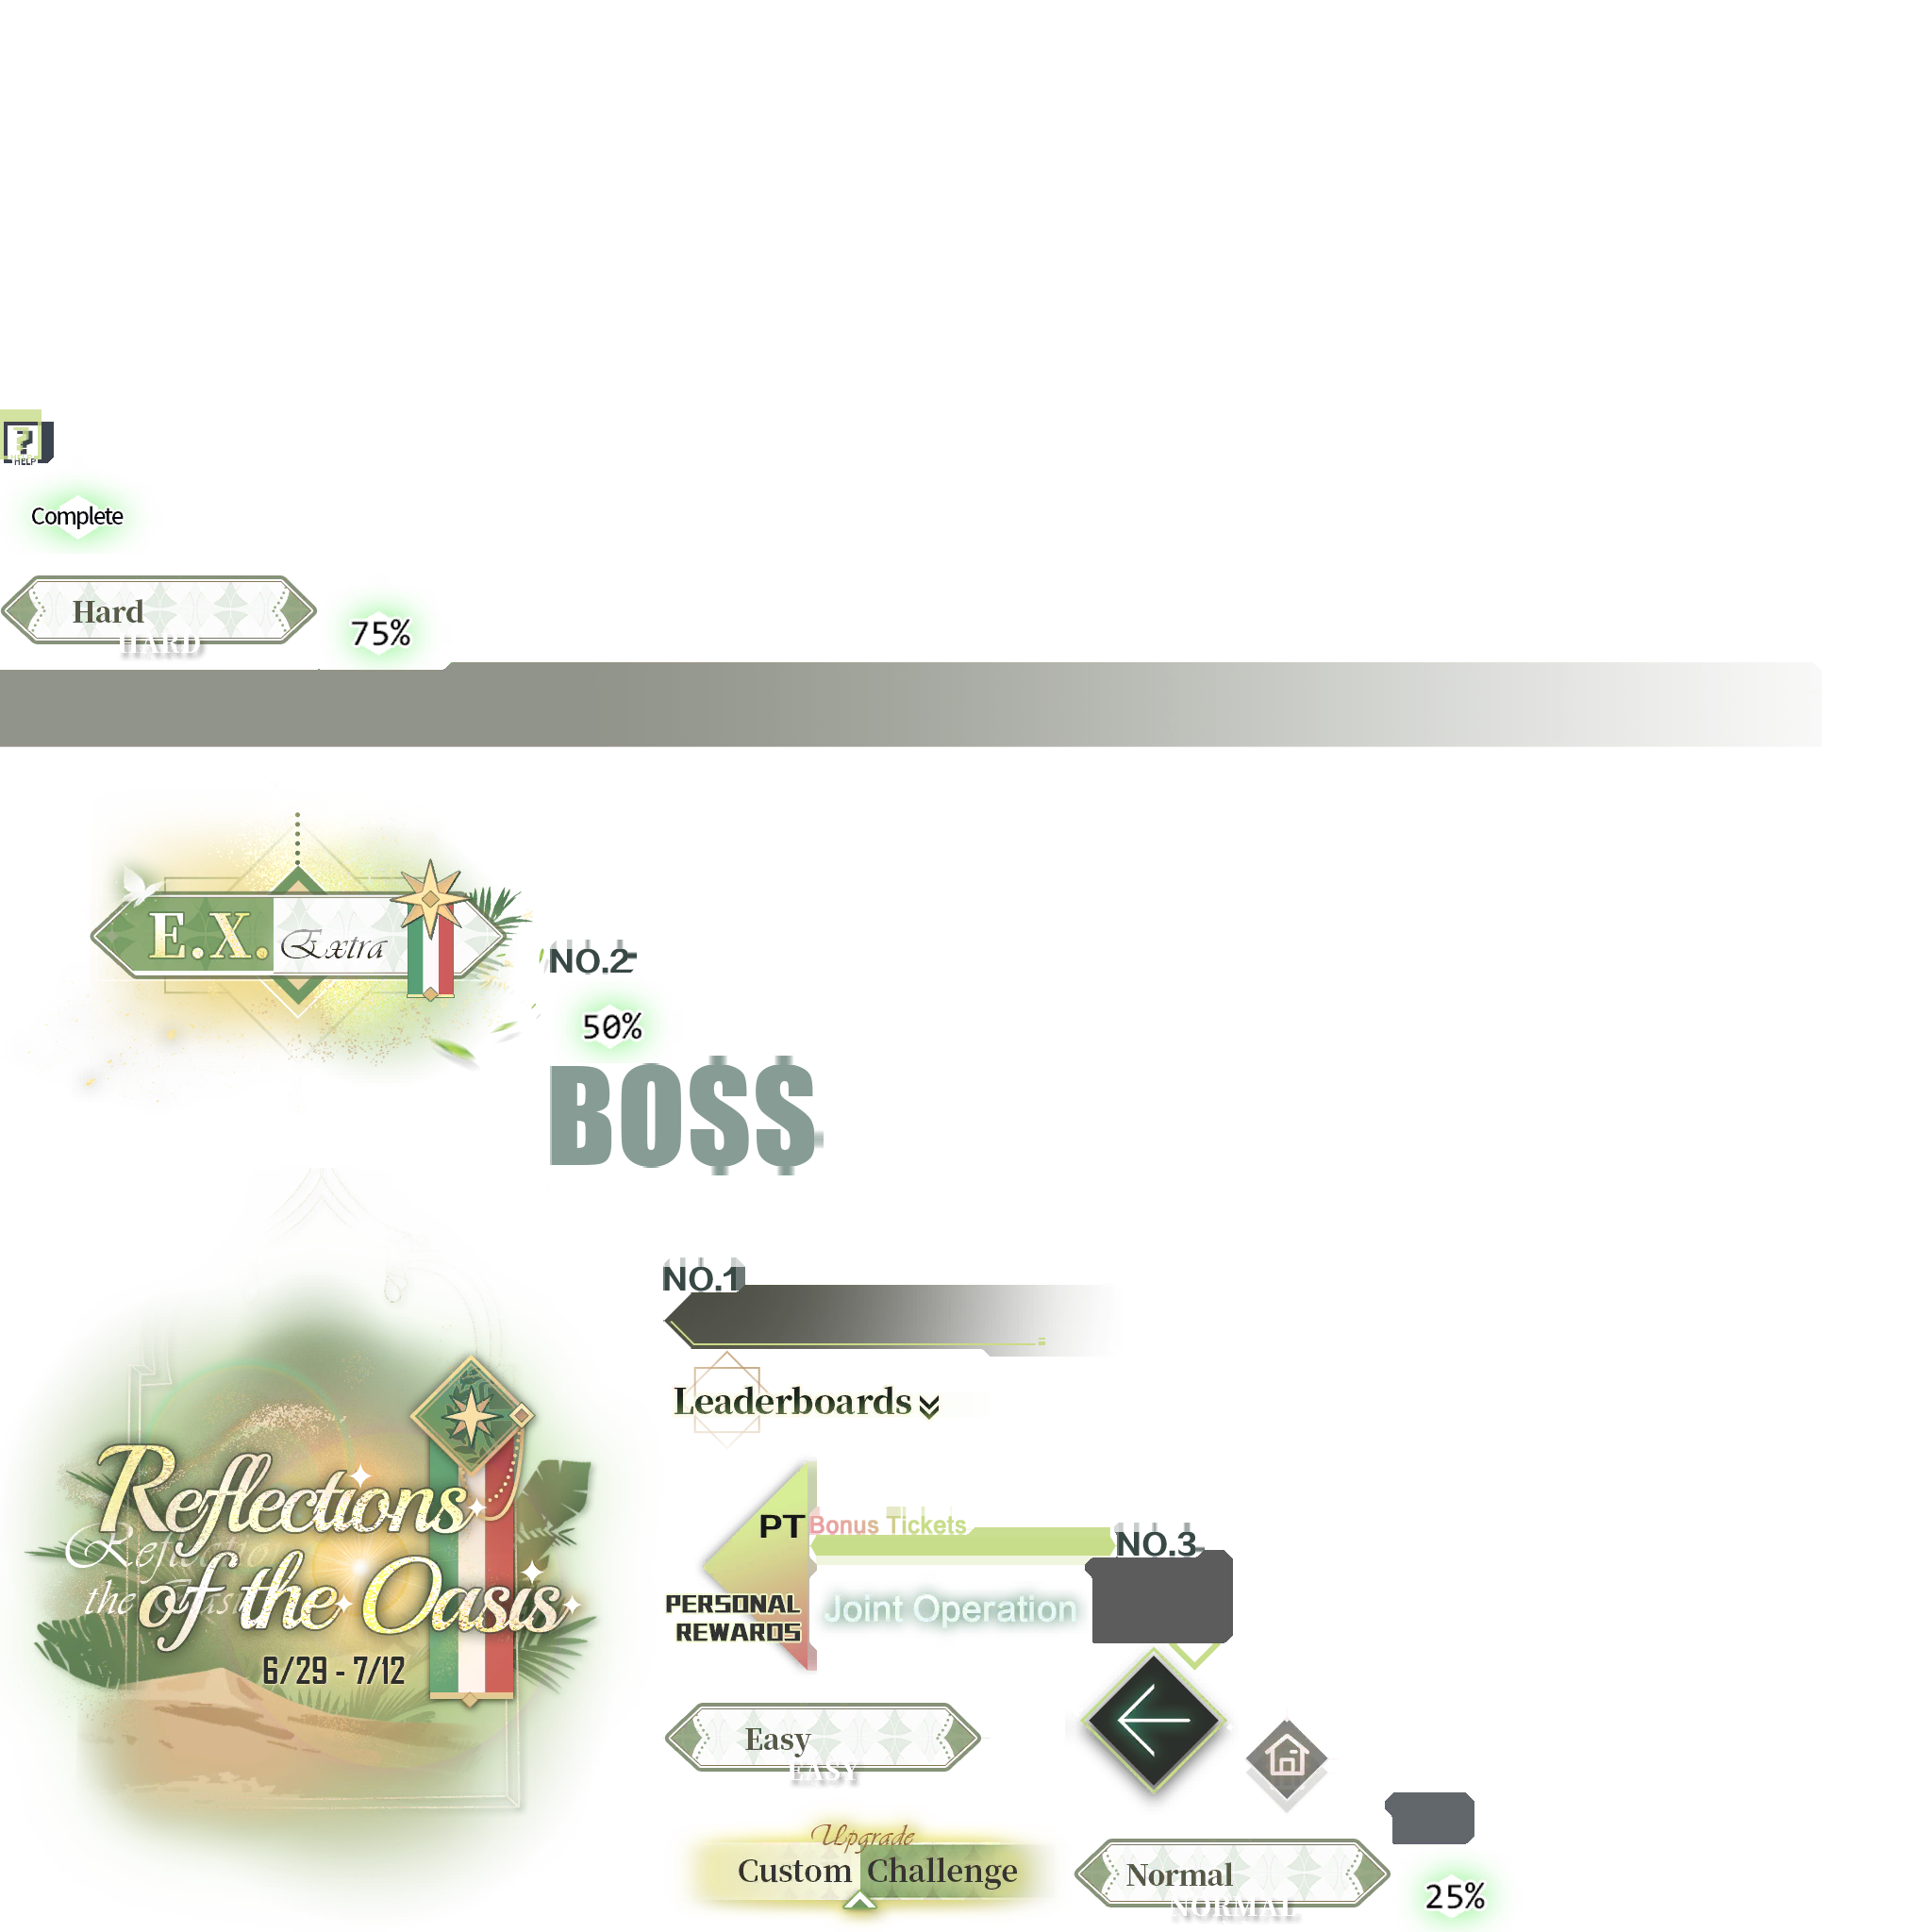 ?
HELP
Complete
Hard
HARD
75%
E.X. Extra
NO.2
50%
BO$$
NO.1
Leaderboards
Reflections
of the Oasis
6/29 - 7/12
PT
Bonus Tickets
NO.3
PERSONAL
REWARDS
Joint Operation
Easy
EASY
Upgrade
Custom Challenge
Normal
NORMAL
25%